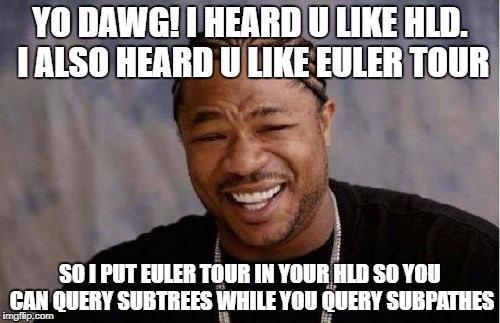 YO DAWG! I HEARD U LIKE HLD.
I ALSO HEARD U LIKE EULER TOUR
SO I PUT EULER TOUR IN YOUR HLD SO YOU
CAN QUERY SUBTREES WHILE YOU QUERY SUBPATHES
imgflip.com